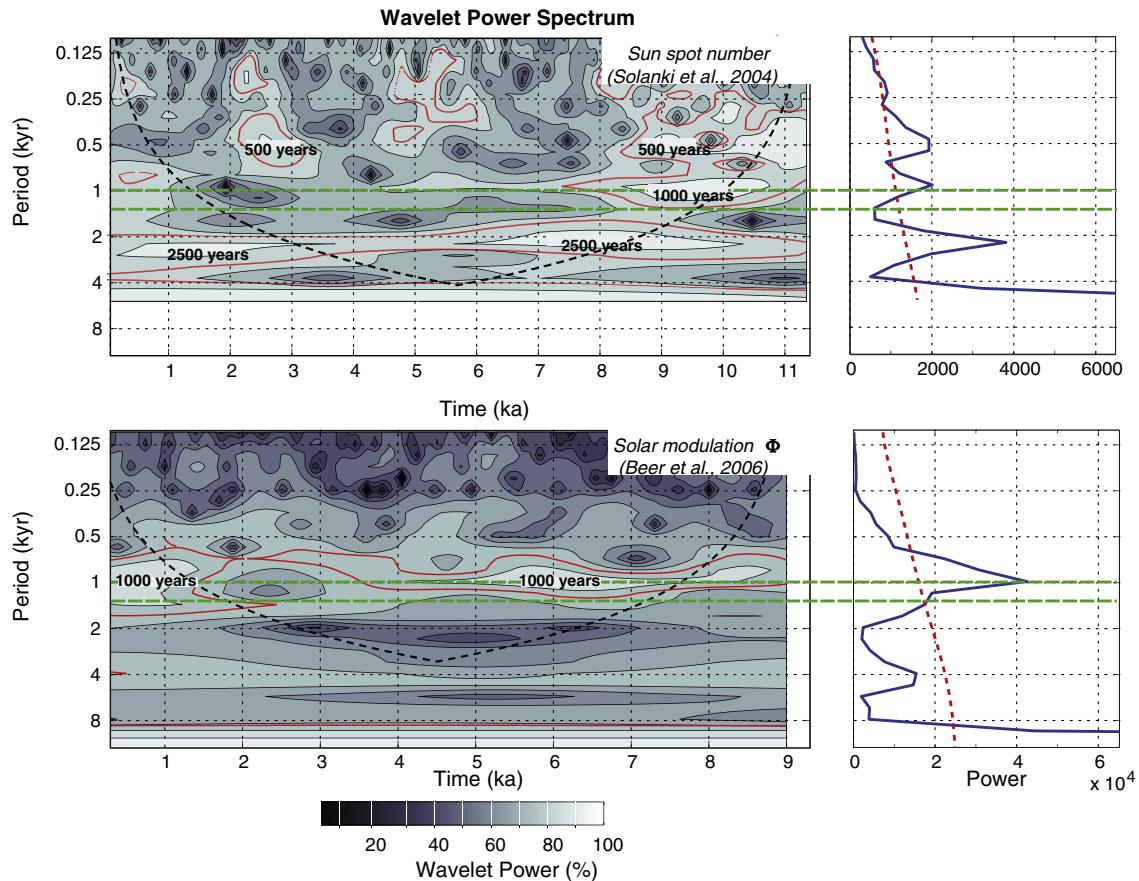 Wavelet Power Spectrum
Sun spot number
(Solanki et al., 2004)
Period (kyr)
0.125
0.25
0.5
1
2
4
8
500 years
500 years
1000 years
2500 years
2500 years
1 2 3 4 5 6 7 8 9 10 11
Time (ka)
0 2000 4000 6000
Solar modulation Φ
(Beer et al., 2006)
Period (kyr)
0.125
0.25
0.5
1
2
4
8
1000 years
1000 years
1 2 3 4 5 6 7 8 9
Time (ka)
0 2 4 6
Power
x 10⁴
20 40 60 80 100
Wavelet Power (%)